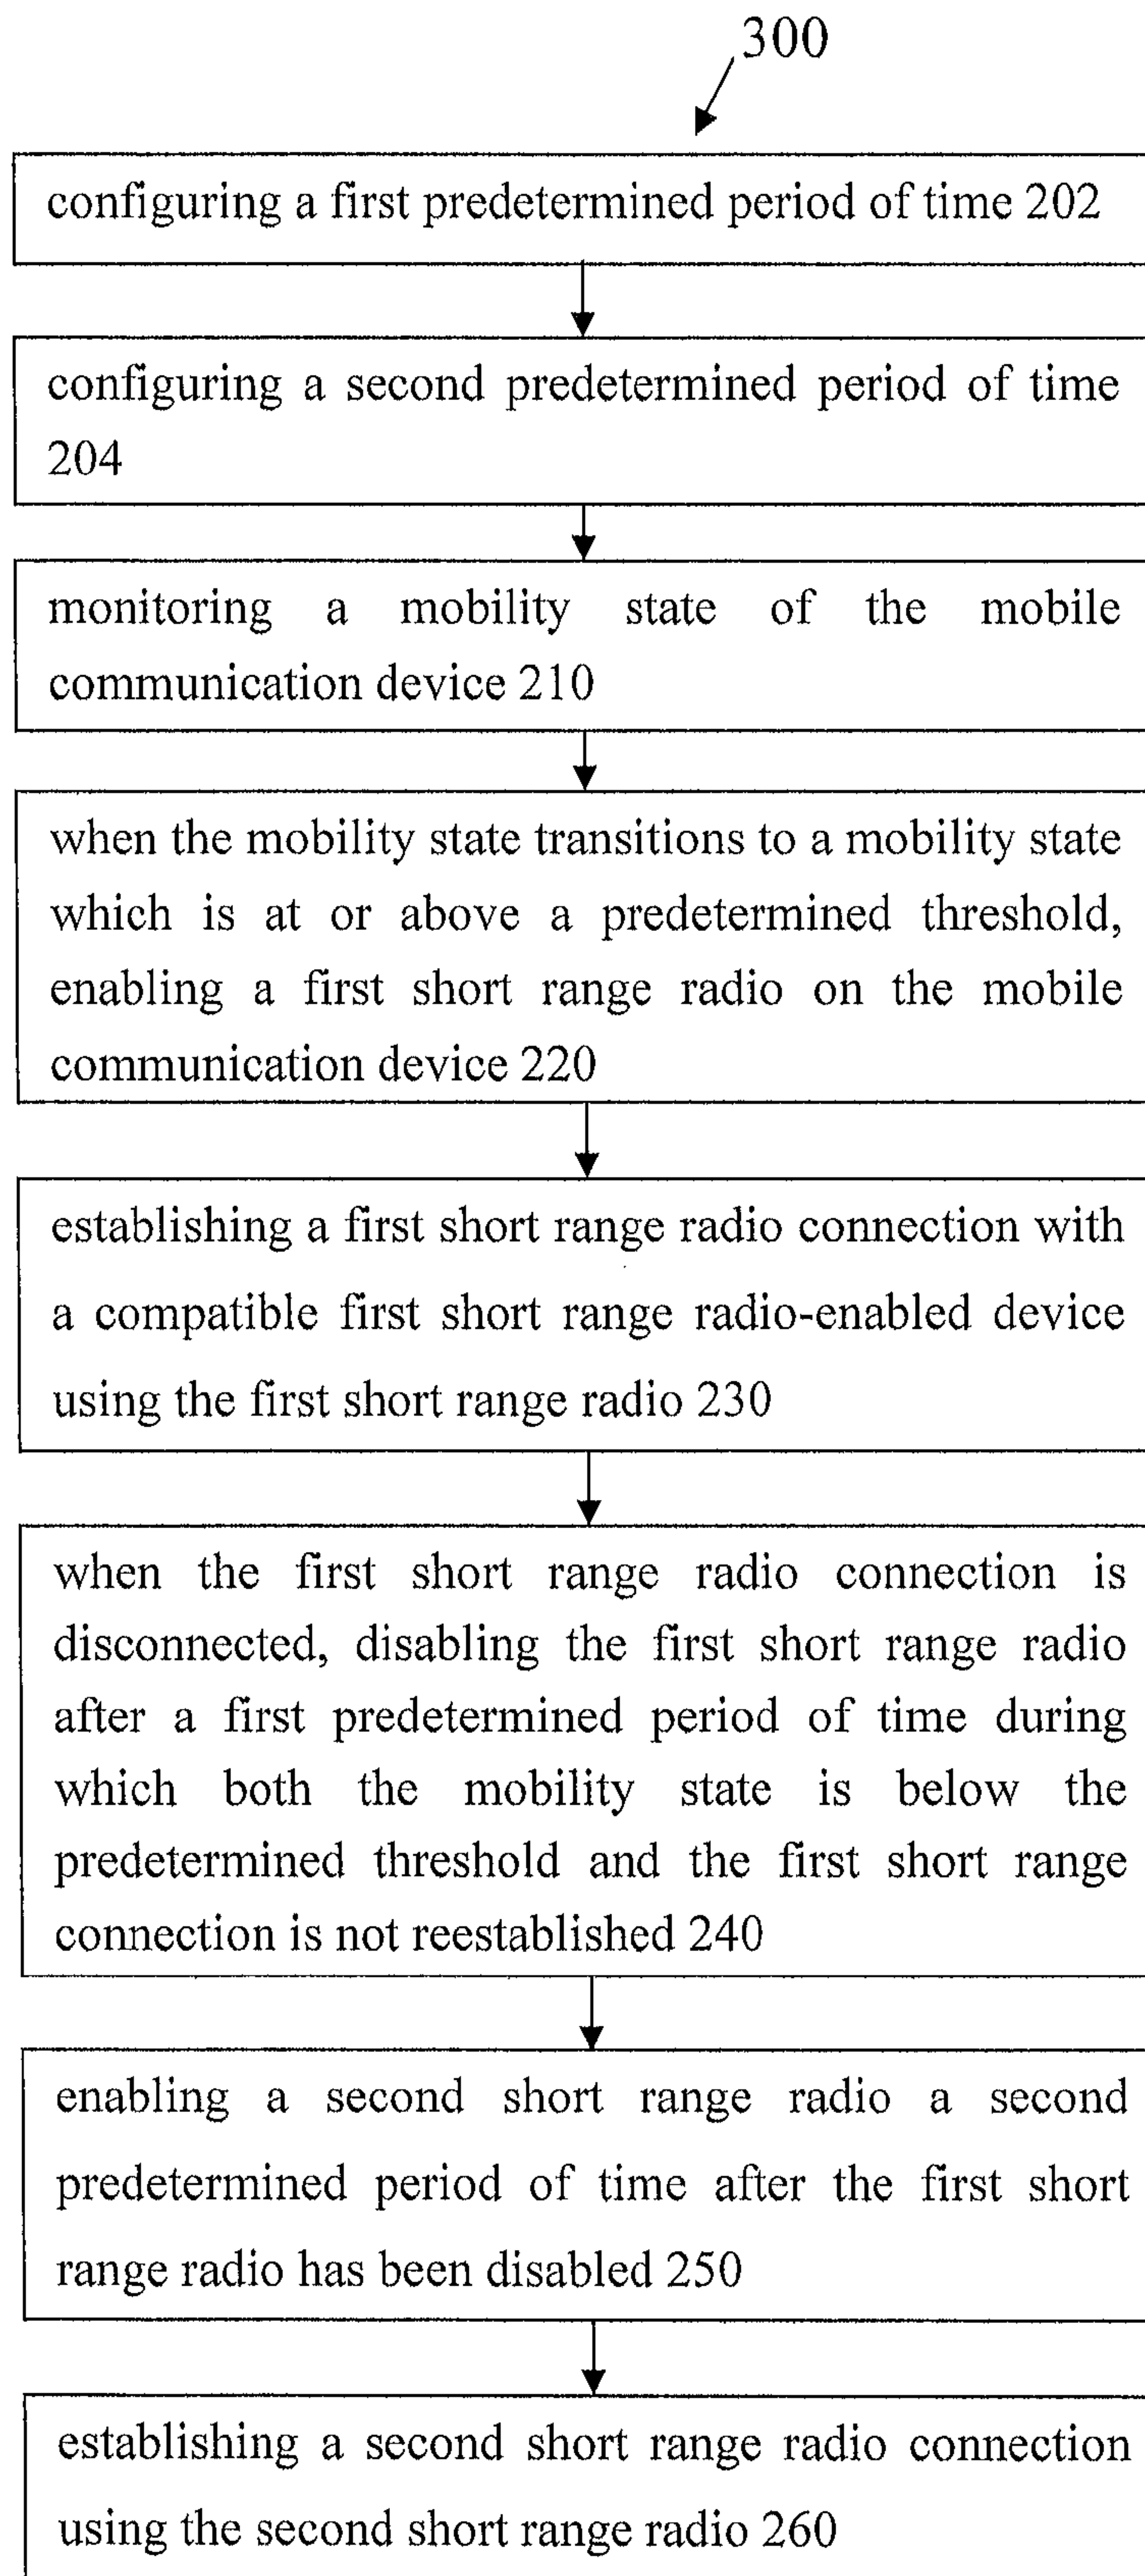 300
configuring a first predetermined period of time 202
configuring a second predetermined period of time
204
monitoring a mobility state of the mobile
communication device 210
when the mobility state transitions to a mobility state
which is at or above a predetermined threshold,
enabling a first short range radio on the mobile
communication device 220
establishing a first short range radio connection with
a compatible first short range radio-enabled device
using the first short range radio 230
when the first short range radio connection is
disconnected, disabling the first short range radio
after a first predetermined period of time during
which both the mobility state is below the
predetermined threshold and the first short range
connection is not reestablished 240
enabling a second short range radio a second
predetermined period of time after the first short
range radio has been disabled 250
establishing a second short range radio connection
using the second short range radio 260